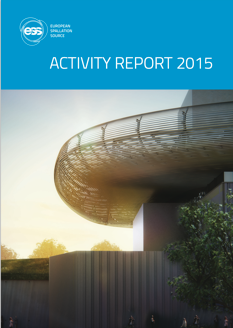 ess
EUROPEAN
SPALLATION
SOURCE
ACTIVITY REPORT 2015